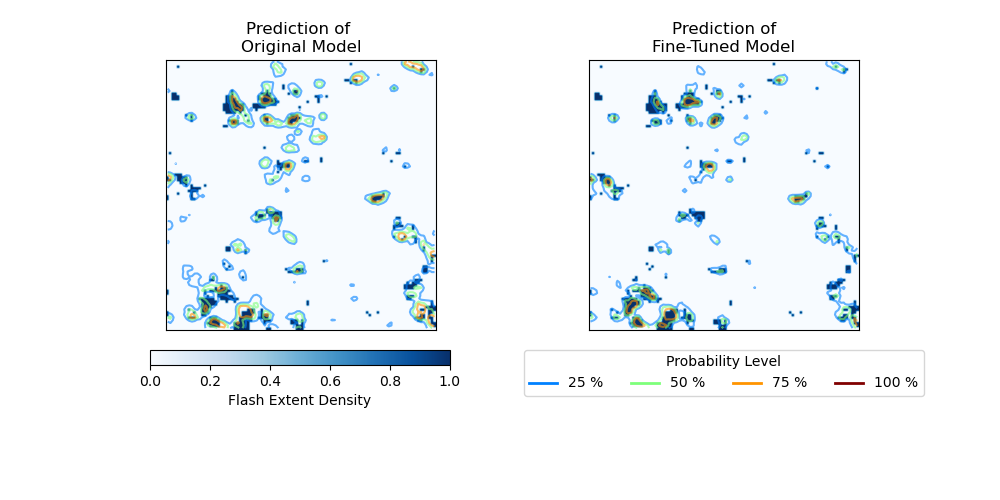 Prediction of
Original Model
Prediction of
Fine-Tuned Model
0.0 0.2 0.4 0.6 0.8 1.0
Flash Extent Density
Probability Level
25 % 50 % 75 % 100 %